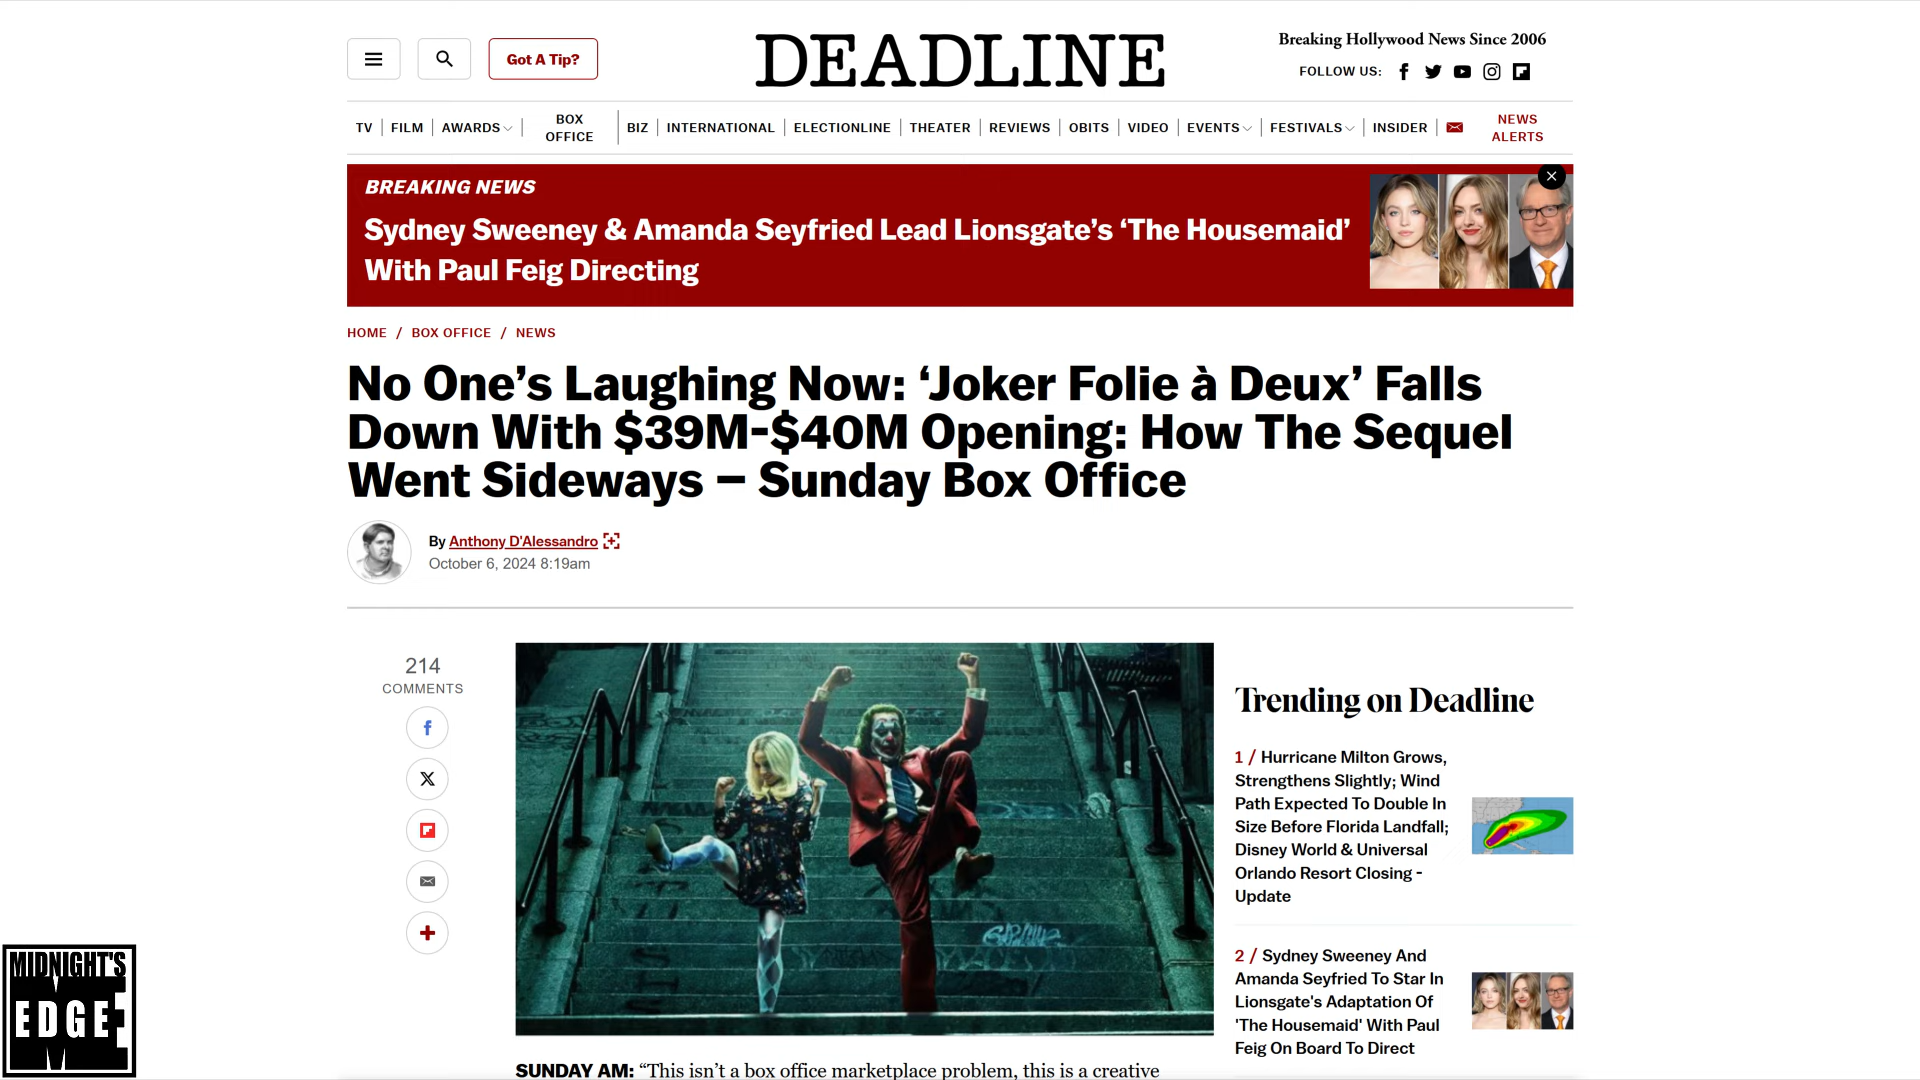 Got A Tip?
DEADLINE
Breaking Hollywood News Since 2006
FOLLOW US:
TV
FILM
AWARDS
BOX
OFFICE
BIZ
INTERNATIONAL
ELECTIONLINE
THEATER
REVIEWS
OBITS
VIDEO
EVENTS
FESTIVALS
INSIDER
NEWS
ALERTS
BREAKING NEWS
Sydney Sweeney & Amanda Seyfried Lead Lionsgate’s ‘The Housemaid’
With Paul Feig Directing
HOME / BOX OFFICE / NEWS
No One’s Laughing Now: ‘Joker Folie à Deux’ Falls
Down With $39M-$40M Opening: How The Sequel
Went Sideways — Sunday Box Office
By Anthony D'Alessandro
October 6, 2024 8:19am
214
COMMENTS
SUNDAY AM: “This isn’t a box office marketplace problem, this is a creative
Trending on Deadline
1 / Hurricane Milton Grows,
Strengthens Slightly; Wind
Path Expected To Double In
Size Before Florida Landfall;
Disney World & Universal
Orlando Resort Closing -
Update
2 / Sydney Sweeney And
Amanda Seyfried To Star In
Lionsgate's Adaptation Of
'The Housemaid' With Paul
Feig On Board To Direct
MIDNIGHT'S
EDGE